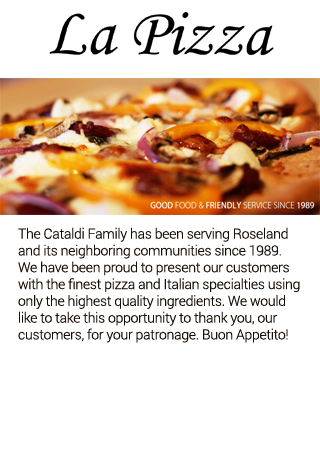 La Pizza
GOOD FOOD & FRIENDLY SERVICE SINCE 1989
The Cataldi Family has been serving Roseland
and its neighboring communities since 1989.
We have been proud to present our customers
with the finest pizza and Italian specialties using
only the highest quality ingredients. We would
like to take this opportunity to thank you, our
customers, for your patronage. Buon Appetito!